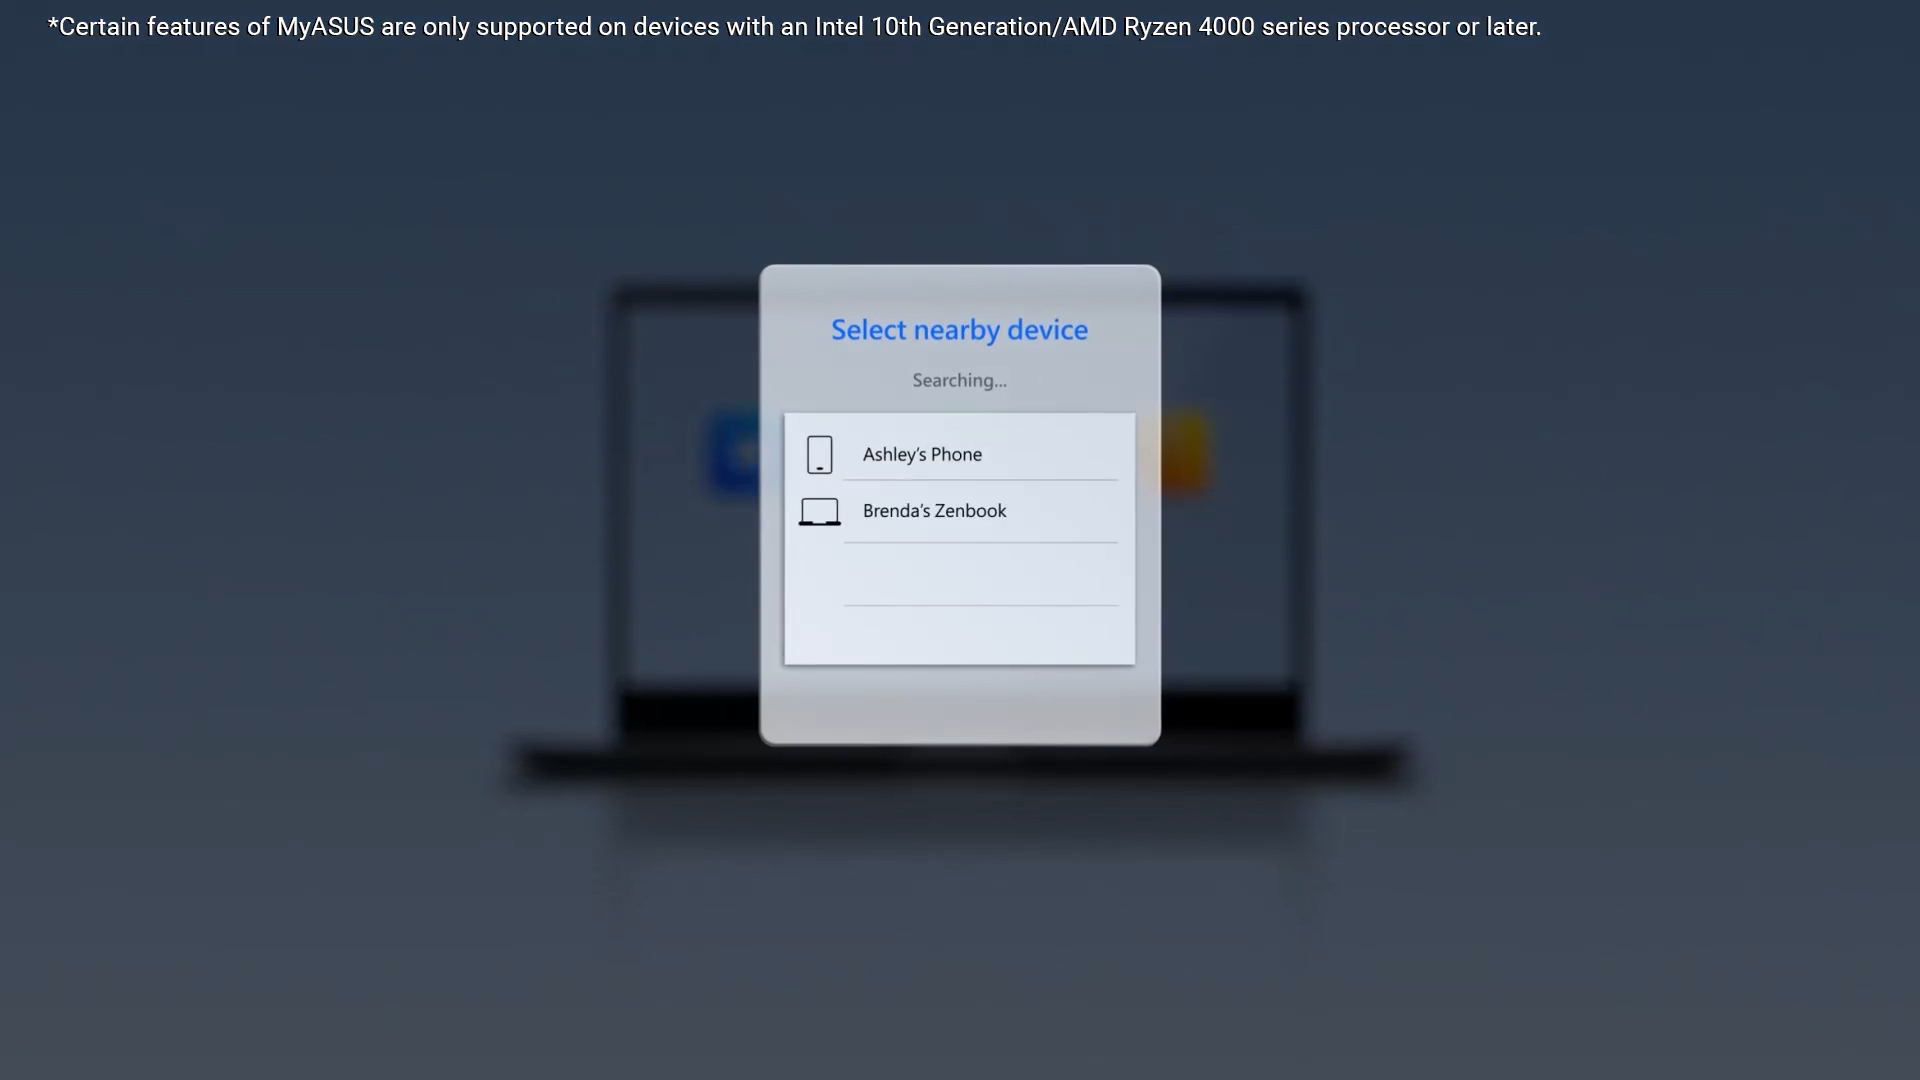 *Certain features of MyASUS are only supported on devices with an Intel 10th Generation/AMD Ryzen 4000 series processor or later.
Select nearby device
Searching...
Ashley's Phone
Brenda's Zenbook